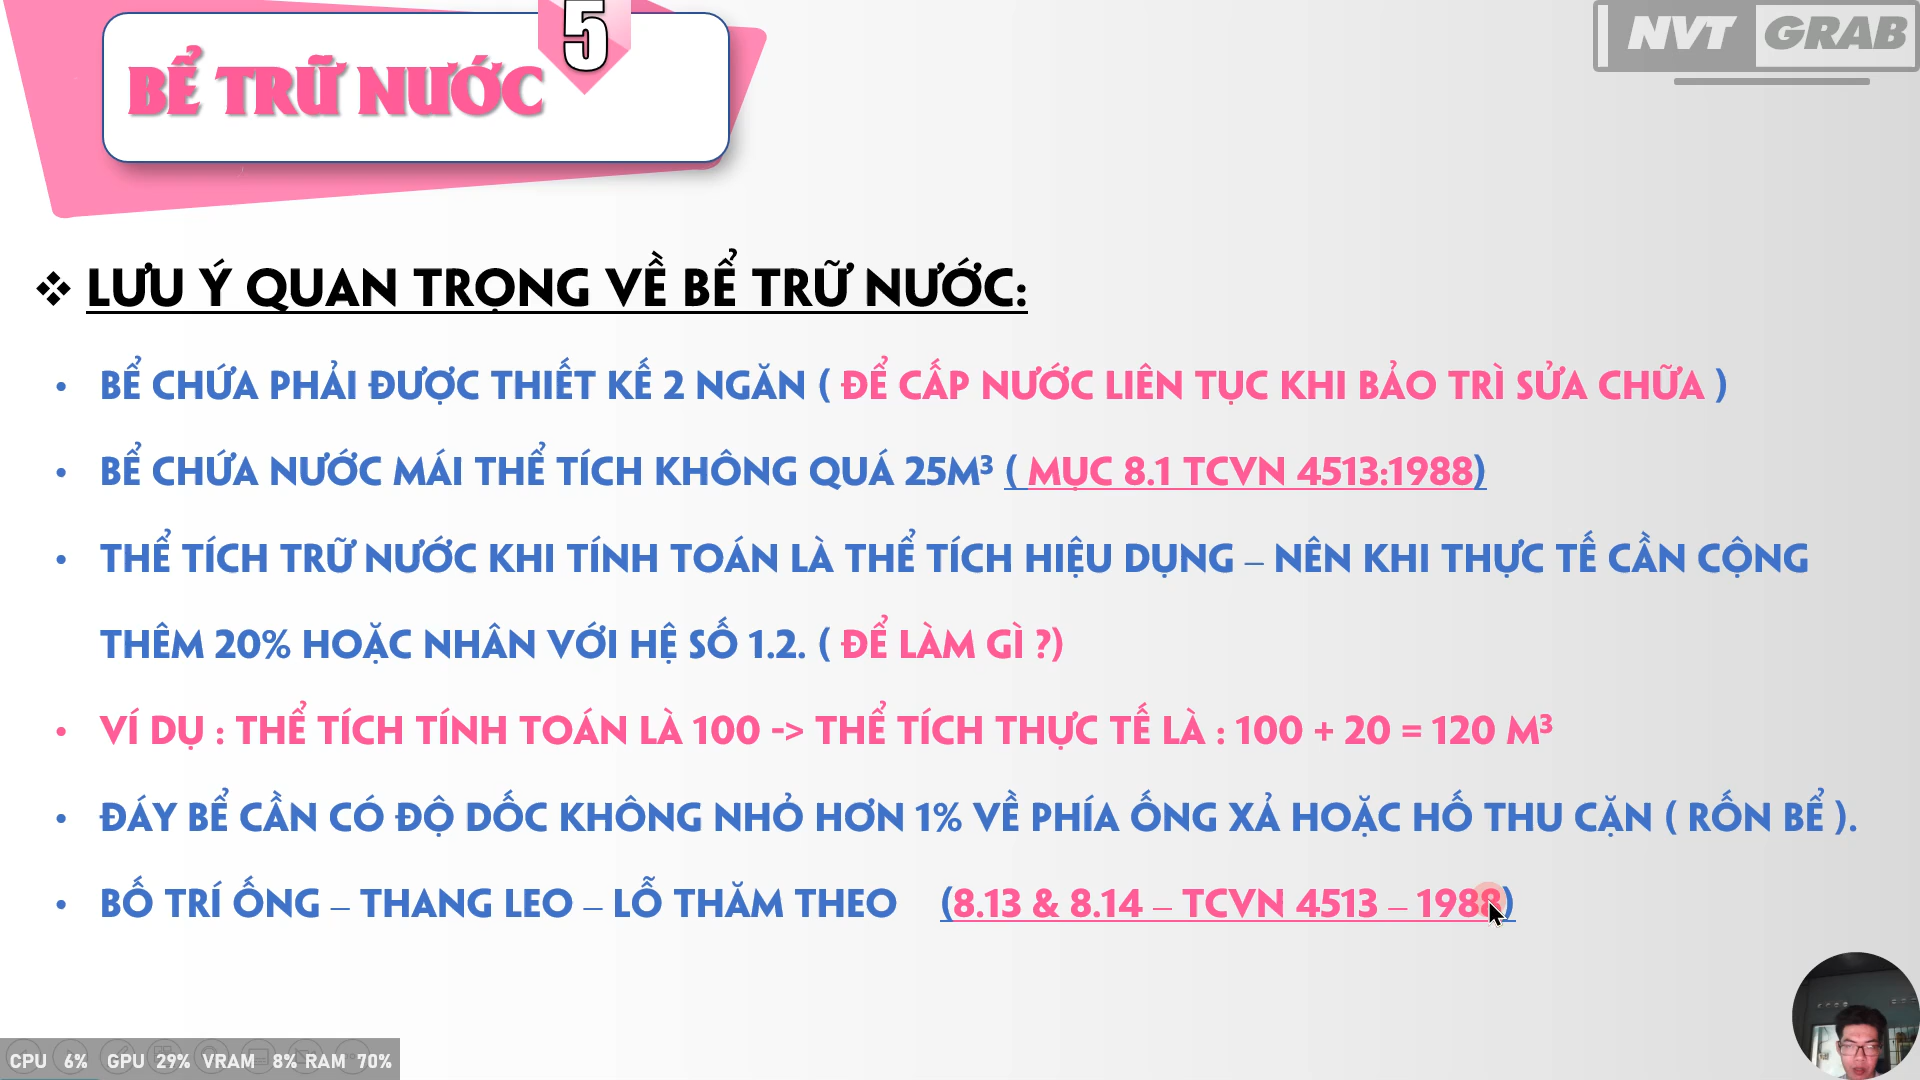 5
BỂ TRỮ NƯỚC
NVT GRAB
❖ LƯU Ý QUAN TRỌNG VỀ BỂ TRỮ NƯỚC:
• BỂ CHỨA PHẢI ĐƯỢC THIẾT KẾ 2 NGĂN ( ĐỂ CẤP NƯỚC LIÊN TỤC KHI BẢO TRÌ SỬA CHỮA )
• BỂ CHỨA NƯỚC MÁI THỂ TÍCH KHÔNG QUÁ 25M³ ( MỤC 8.1 TCVN 4513:1988)
• THỂ TÍCH TRỮ NƯỚC KHI TÍNH TOÁN LÀ THỂ TÍCH HIỆU DỤNG – NÊN KHI THỰC TẾ CẦN CỘNG
THÊM 20% HOẶC NHÂN VỚI HỆ SỐ 1.2. ( ĐỂ LÀM GÌ ?)
• VÍ DỤ : THỂ TÍCH TÍNH TOÁN LÀ 100 -> THỂ TÍCH THỰC TẾ LÀ : 100 + 20 = 120 M³
• ĐÁY BỂ CẦN CÓ ĐỘ DỐC KHÔNG NHỎ HƠN 1% VỀ PHÍA ỐNG XẢ HOẶC HỐ THU CẶN ( RỐN BỂ ).
• BỐ TRÍ ỐNG – THANG LEO – LỖ THĂM THEO (8.13 & 8.14 – TCVN 4513 – 1988)
CPU 6% GPU 29% VRAM 8% RAM 70%